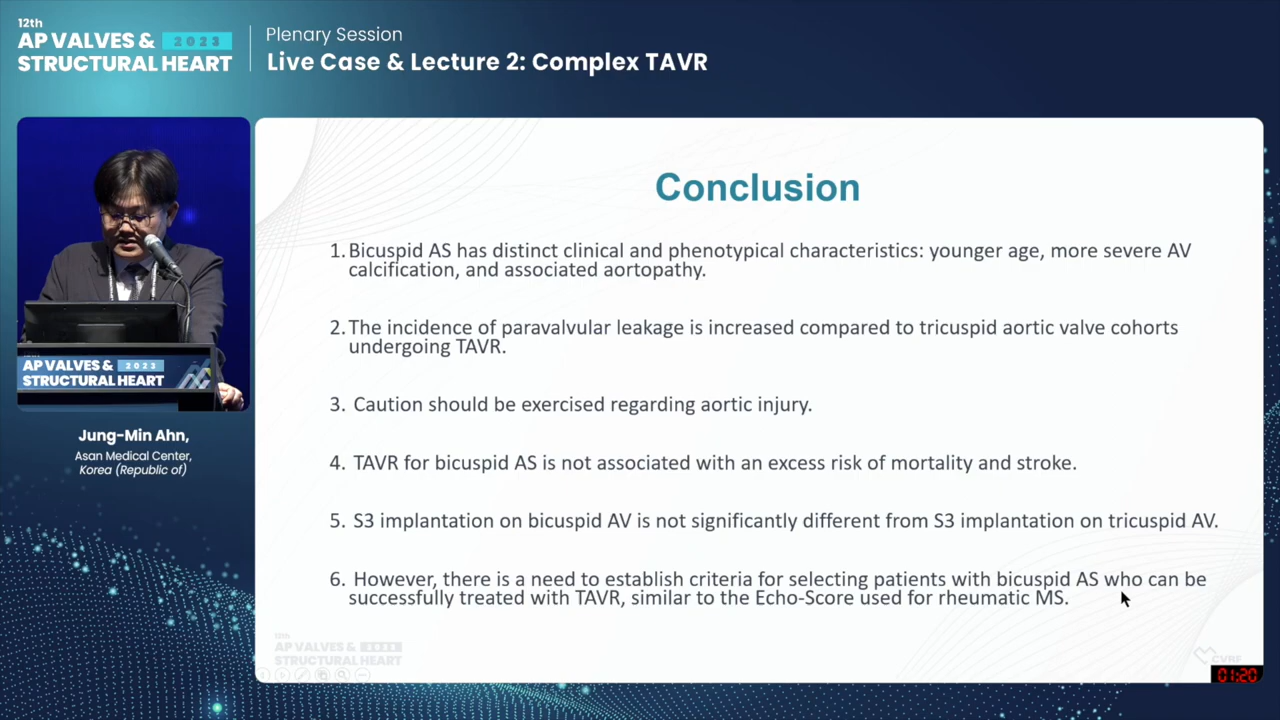 12th
AP VALVES & 2023
STRUCTURAL HEART
Plenary Session
Live Case & Lecture 2: Complex TAVR
AP VALVES & 2023
STRUCTURAL HEART
Jung-Min Ahn,
Asan Medical Center,
Korea (Republic of)
Conclusion
1. Bicuspid AS has distinct clinical and phenotypical characteristics: younger age, more severe AV
calcification, and associated aortopathy.
2. The incidence of paravalvular leakage is increased compared to tricuspid aortic valve cohorts
undergoing TAVR.
3. Caution should be exercised regarding aortic injury.
4. TAVR for bicuspid AS is not associated with an excess risk of mortality and stroke.
5. S3 implantation on bicuspid AV is not significantly different from S3 implantation on tricuspid AV.
6. However, there is a need to establish criteria for selecting patients with bicuspid AS who can be
successfully treated with TAVR, similar to the Echo-Score used for rheumatic MS.
12th
AP VALVES & 2023
STRUCTURAL HEART
CVRF
01:20